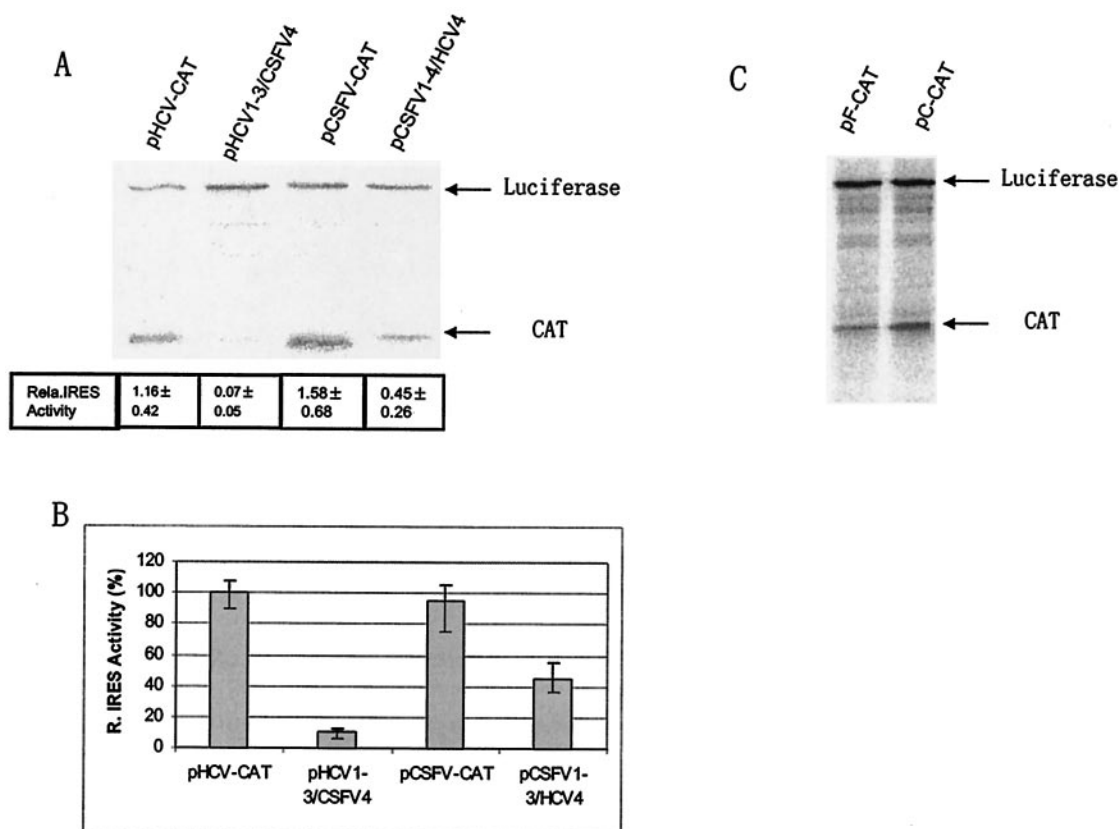 A
pHCV-CAT
pHCV1-3/CSFV4
pCSFV-CAT
pCSFV1-4/HCV4
Luciferase
CAT
Rela.IRES Activity
1.16± 0.42
0.07± 0.05
1.58± 0.68
0.45± 0.26
C
pF-CAT
pC-CAT
Luciferase
CAT
B
R. IRES Activity (%)
120
100
80
60
40
20
0
pHCV-CAT
pHCV1-
3/CSFV4
pCSFV-CAT
pCSFV1-
3/HCV4